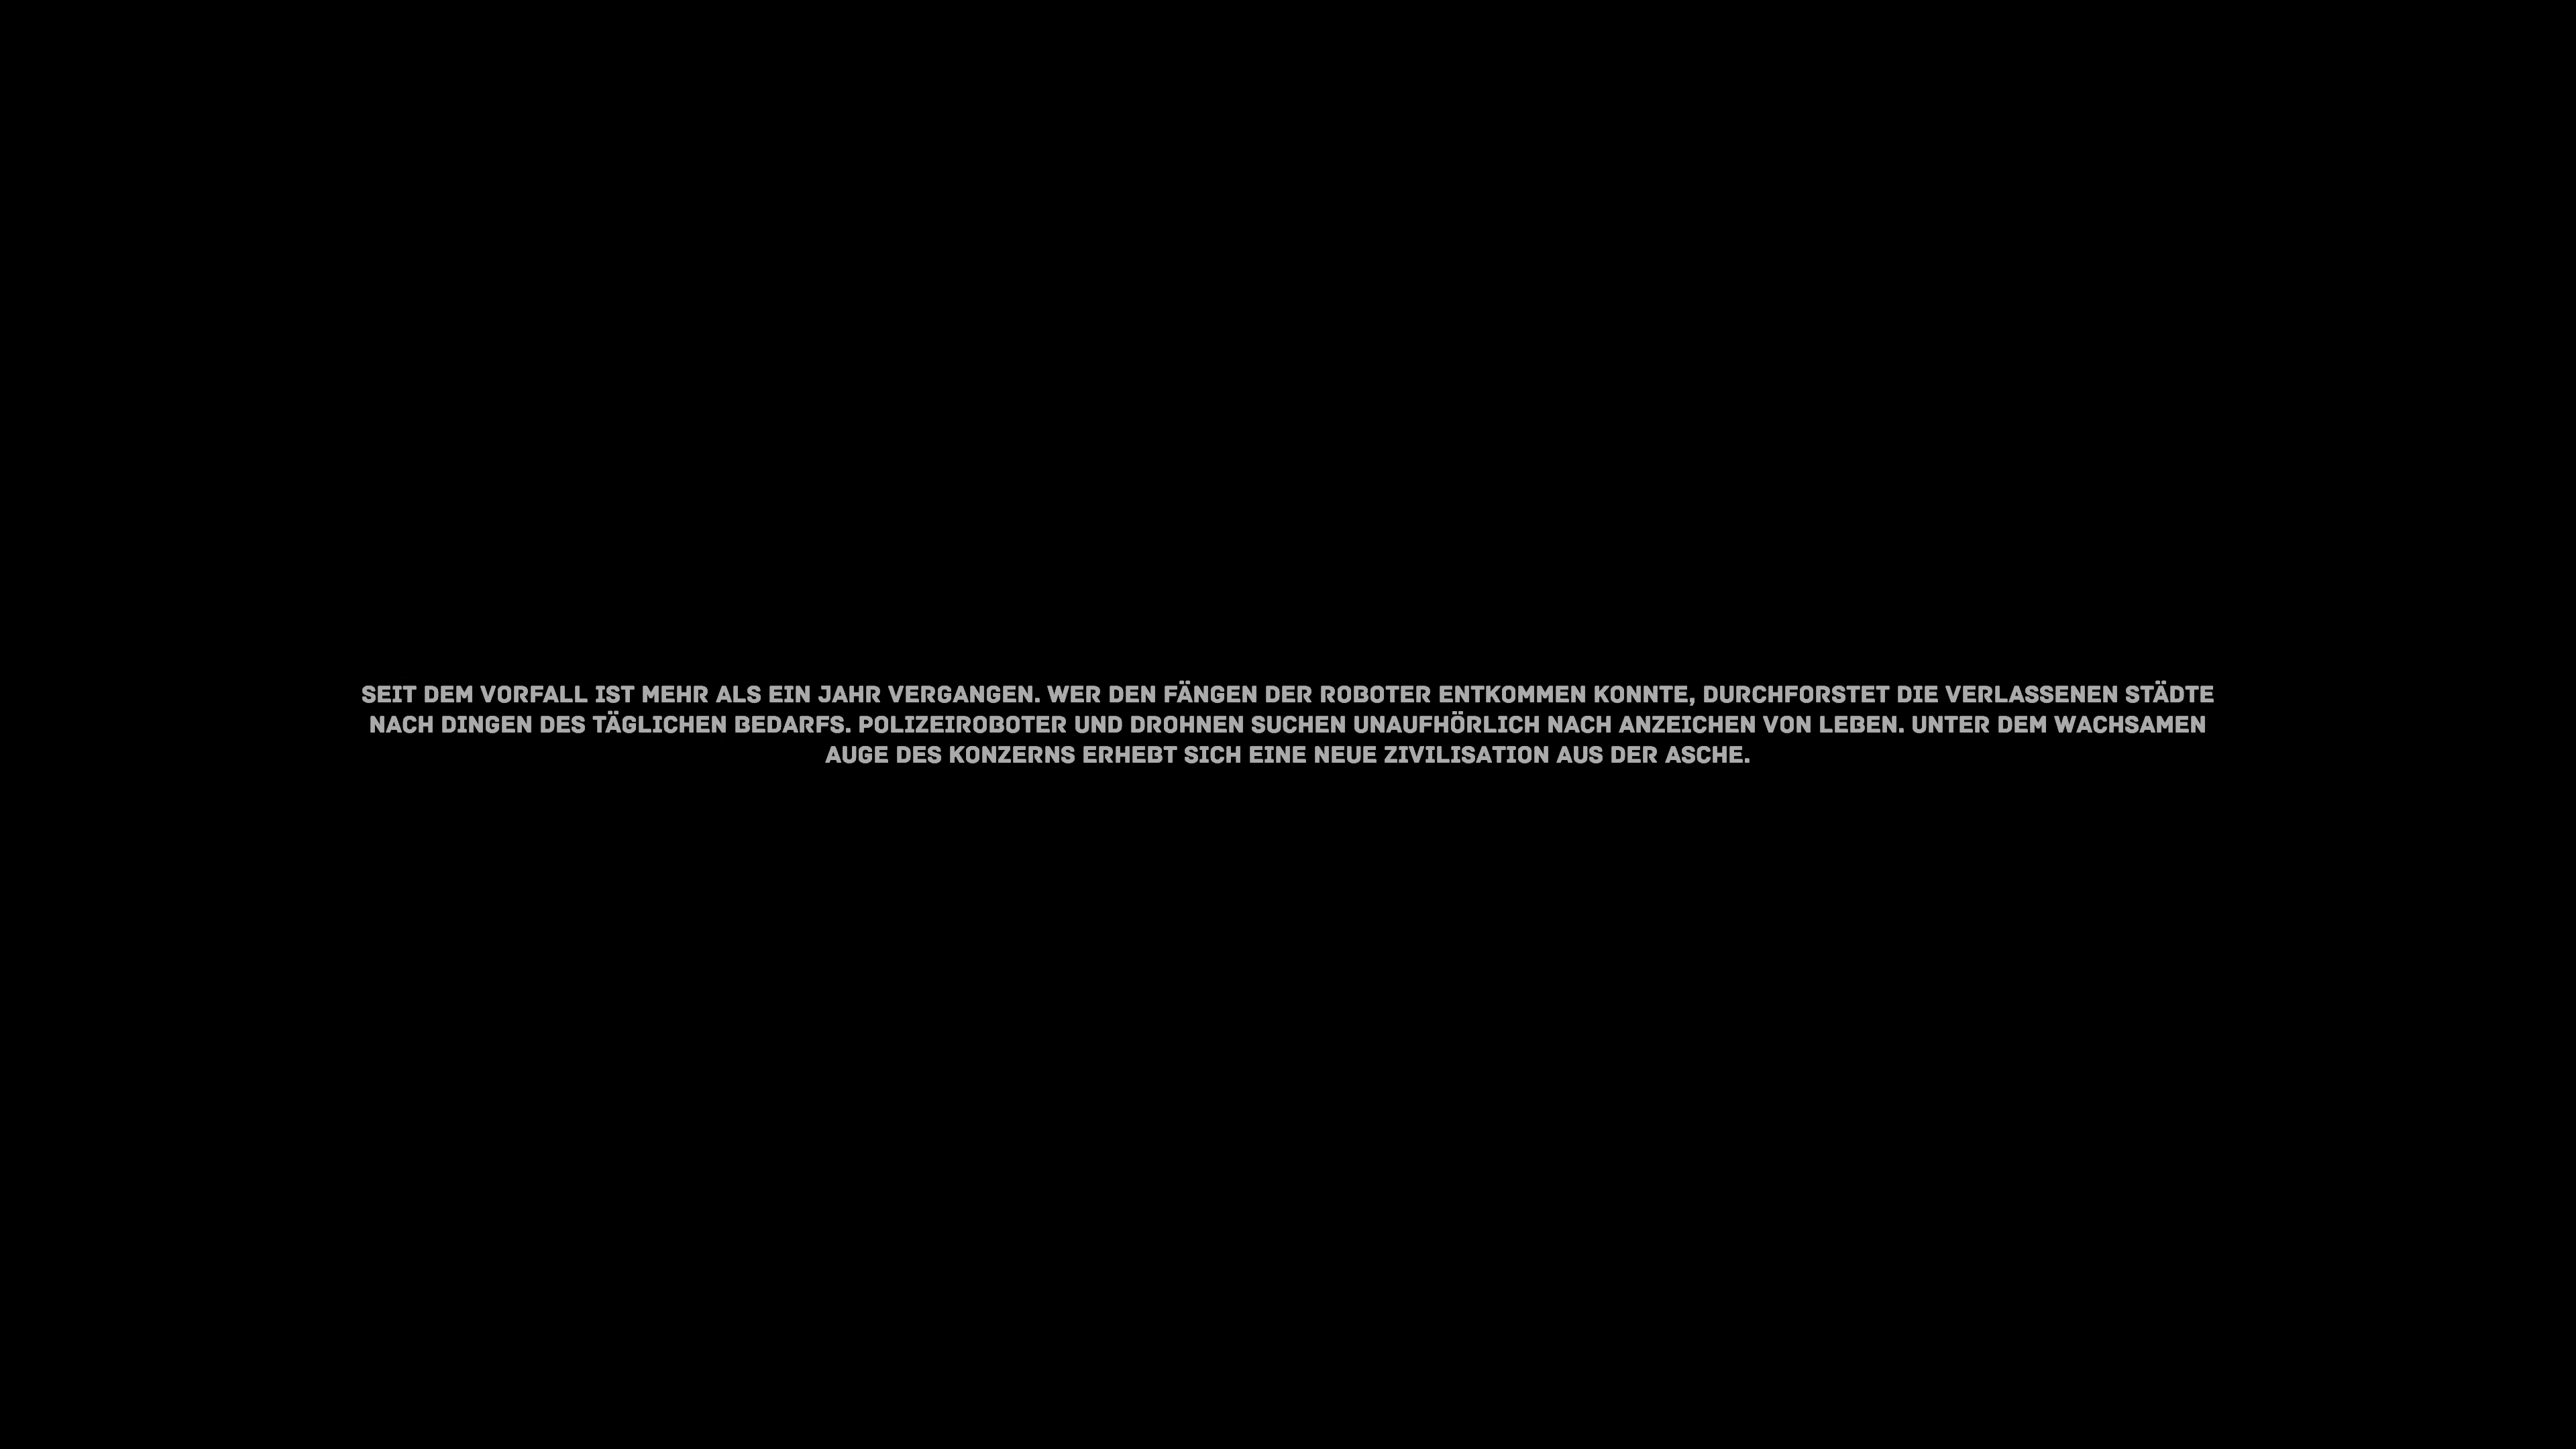 SEIT DEM VORFALL IST MEHR ALS EIN JAHR VERGANGEN. WER DEN FÄNGEN DER ROBOTER ENTKOMMEN KONNTE, DURCHFORSTET DIE VERLASSENEN STÄDTE
NACH DINGEN DES TÄGLICHEN BEDARFS. POLIZEIROBOTER UND DROHNEN SUCHEN UNAUFHÖRLICH NACH ANZEICHEN VON LEBEN. UNTER DEM WACHSAMEN
AUGE DES KONZERNS ERHEBT SICH EINE NEUE ZIVILISATION AUS DER ASCHE.